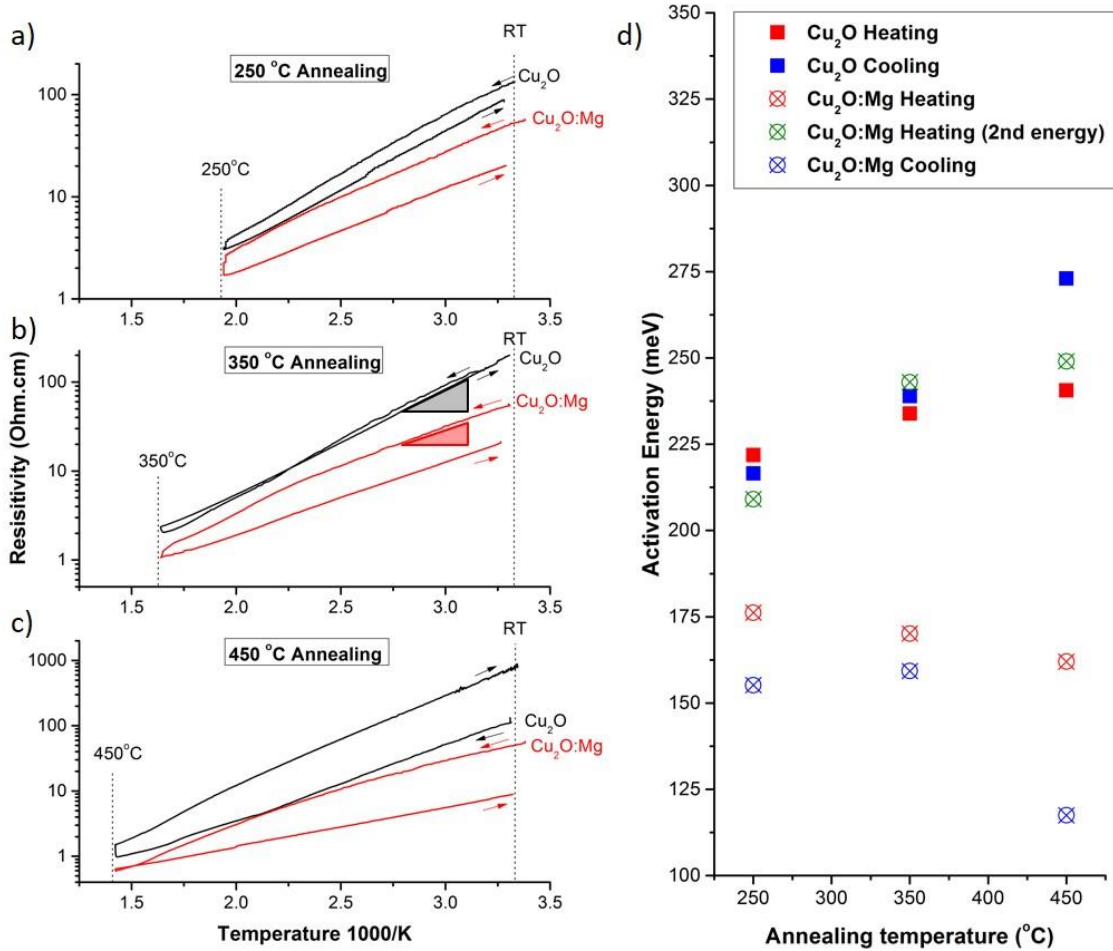 a)
RT
250 °C Annealing
Cu₂O
100
Cu₂O:Mg
250°C
10
1
1.5 2.0 2.5 3.0 3.5
b)
RT
350 °C Annealing
Cu₂O
100
Cu₂O:Mg
10
350°C
1
1.5 2.0 2.5 3.0 3.5
Resisitivity (Ohm.cm)
c)
RT
450 °C Annealing
1000
Cu₂O
100
Cu₂O:Mg
450°C
10
1
1.5 2.0 2.5 3.0 3.5
Temperature 1000/K
d)
350
Cu₂O Heating
Cu₂O Cooling
Cu₂O:Mg Heating
Cu₂O:Mg Heating (2nd energy)
Cu₂O:Mg Cooling
325
300
275
250
225
200
175
150
125
100
Activation Energy (meV)
250 300 350 400 450
Annealing temperature (°C)